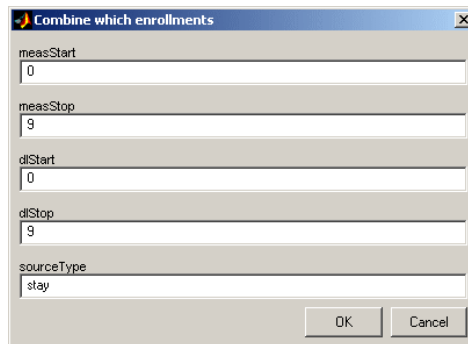 Combine which enrollments
measStart
0
measStop
9
dlStart
0
dlStop
9
sourceType
stay
OK Cancel